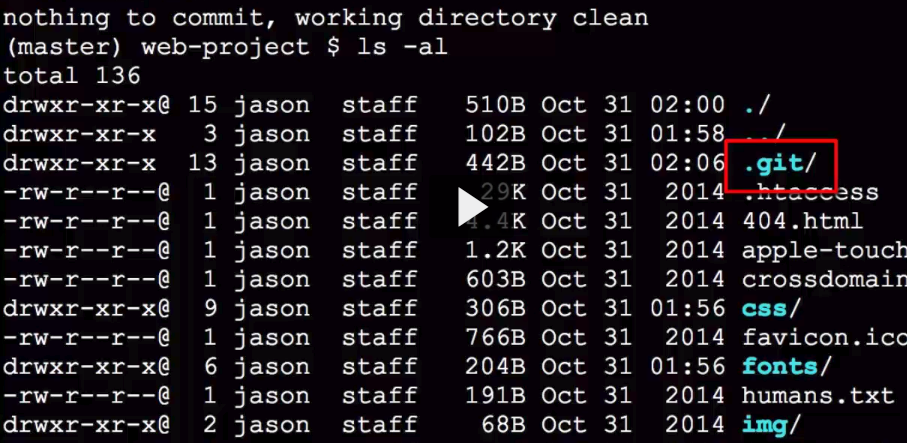 nothing to commit, working directory clean
(master) web-project $ ls -al
total 136
drwxr-xr-x@ 15 jason staff 510B Oct 31 02:00 ./
drwxr-xr-x 3 jason staff 102B Oct 31 01:58 ../
drwxr-xr-x 13 jason staff 442B Oct 31 02:06 .git/
-rw-r--r--@ 1 jason staff 29K Oct 31 2014 .htaccess
-rw-r--r--@ 1 jason staff 4.4K Oct 31 2014 404.html
-rw-r--r--@ 1 jason staff 1.2K Oct 31 2014 apple-touch
-rw-r--r--@ 1 jason staff 603B Oct 31 2014 crossdomain
drwxr-xr-x@ 9 jason staff 306B Oct 31 01:56 css/
-rw-r--r--@ 1 jason staff 766B Oct 31 2014 favicon.ico
drwxr-xr-x@ 6 jason staff 204B Oct 31 01:56 fonts/
-rw-r--r--@ 1 jason staff 191B Oct 31 2014 humans.txt
drwxr-xr-x@ 2 jason staff 68B Oct 31 2014 img/